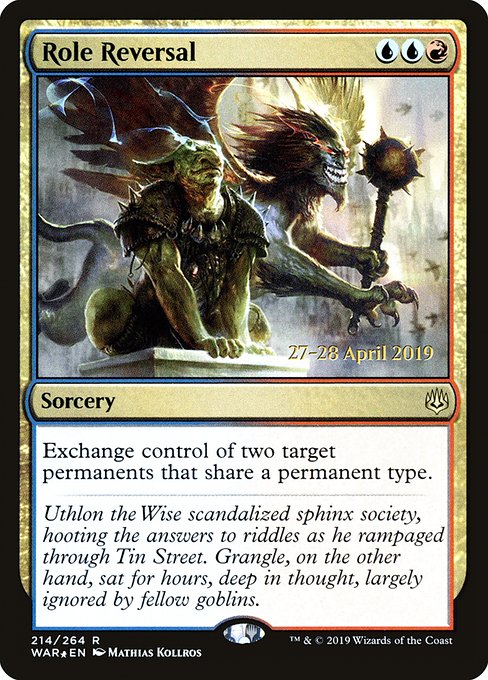 Role Reversal
27-28 April 2019
Sorcery
Exchange control of two target
permanents that share a permanent type.
Uthlon the Wise scandalized sphinx society,
hooting the answers to riddles as he rampaged
through Tin Street. Grangle, on the other
hand, sat for hours, deep in thought, largely
ignored by fellow goblins.
214/264 R
WAR★EN Mathias Kollros
™ & © 2019 Wizards of the Coast